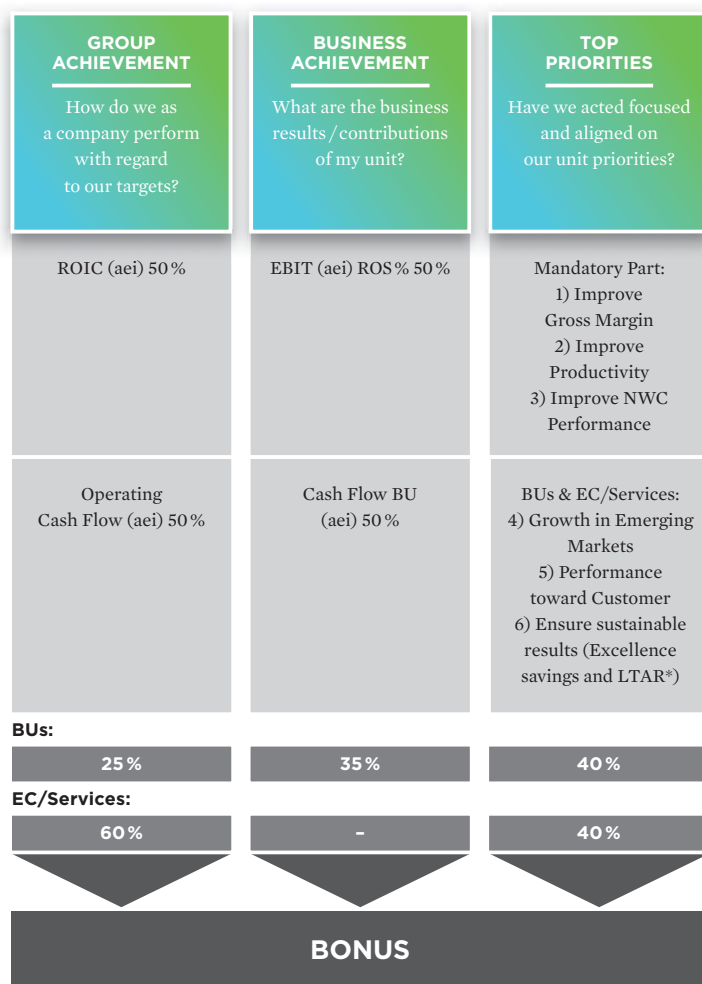 GROUP
ACHIEVEMENT
How do we as
a company perform
with regard
to our targets?
BUSINESS
ACHIEVEMENT
What are the business
results / contributions
of my unit?
TOP
PRIORITIES
Have we acted focused
and aligned on
our unit priorities?
ROIC (aei) 50 %
EBIT (aei) ROS % 50 %
Mandatory Part:
1) Improve
Gross Margin
2) Improve
Productivity
3) Improve NWC
Performance
Operating
Cash Flow (aei) 50 %
Cash Flow BU
(aei) 50 %
BUs & EC/Services:
4) Growth in Emerging
Markets
5) Performance
toward Customer
6) Ensure sustainable
results (Excellence
savings and LTAR*)
BUs:
25 %
35 %
40 %
EC/Services:
60 %
–
40 %
BONUS